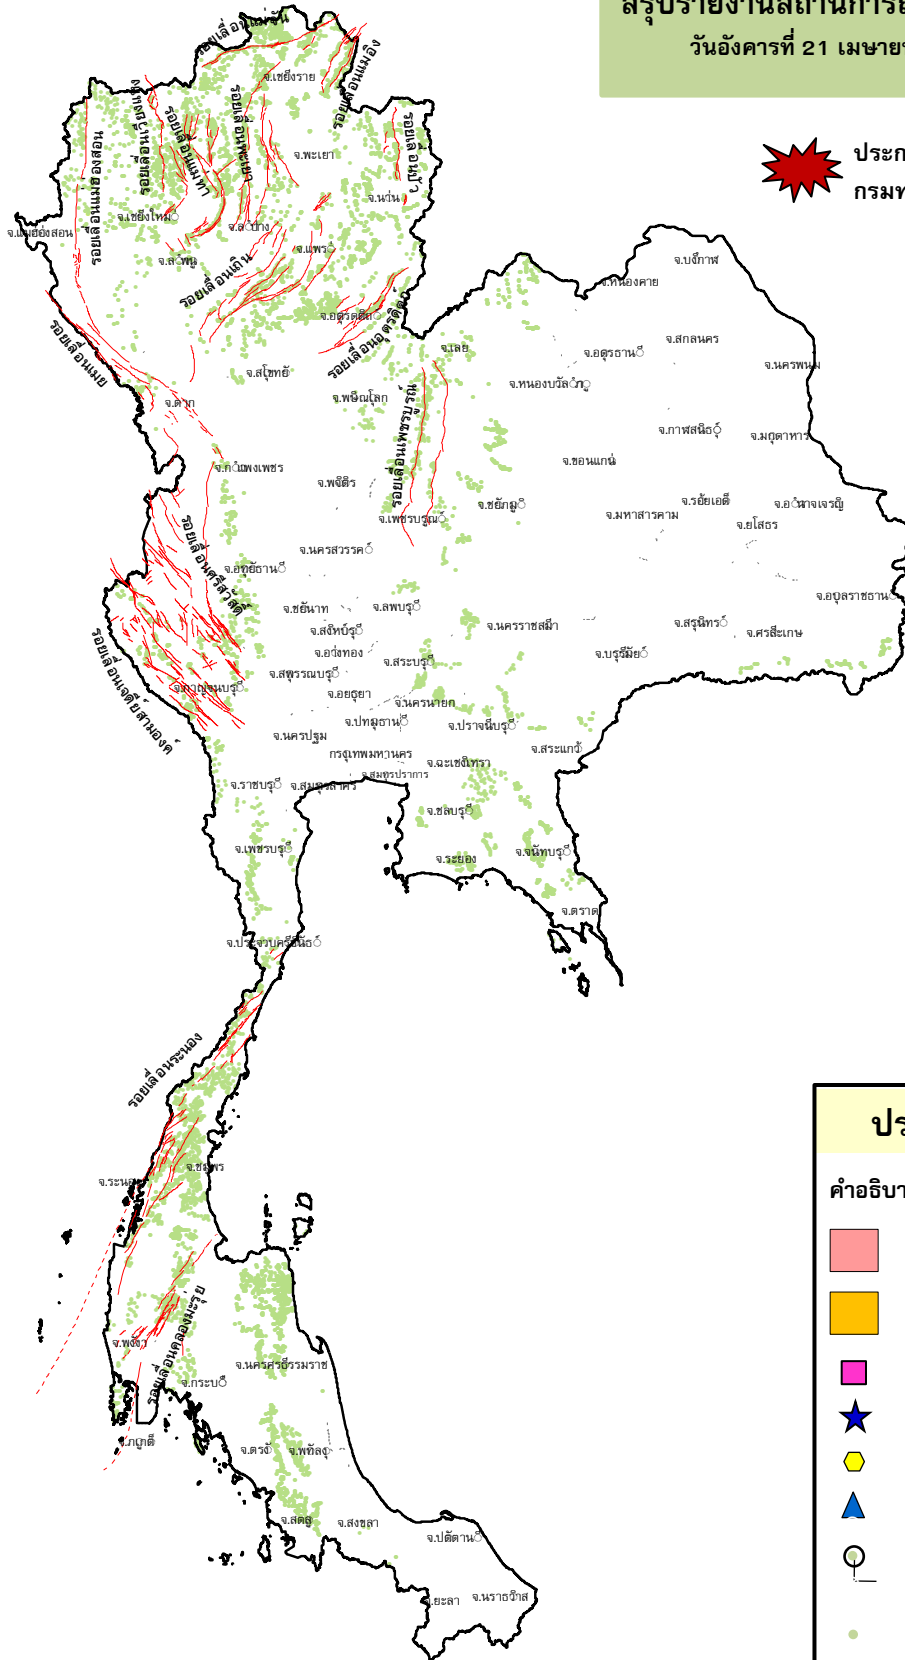 สรุปรายงานสถานการณ์
วันอังคารที่ 21 เมษายน
ประก
กรมท
รอยเลื่อนแม่จัน
รอยเลื่อนแม่อิง
จ.เชียงราย
รอยเลื่อนแม่ฮ่องสอน
รอยเลื่อนแม่ทา
รอยเลื่อนพะเยา
รอยเลื่อนปัว
จ.พะเยา
จ.น่าน
จ.แม่ฮ่องสอน
จ.เชียงใหม่
จ.ลำปาง
จ.แพร่
จ.ลำพูน
รอยเลื่อนเถิน
จ.อุตรดิตถ์
รอยเลื่อนอุตรดิตถ์
รอยเลื่อนเมย
จ.บึงกาฬ
จ.หนองคาย
จ.เลย
จ.สกลนคร
จ.อุดรธานี
จ.นครพนม
จ.สุโขทัย
จ.หนองบัวลำภู
จ.ตาก
จ.พิษณุโลก
รอยเลื่อนเพชรบูรณ์
จ.กาฬสินธุ์
จ.มุกดาหาร
จ.กำแพงเพชร
จ.พิจิตร
จ.ขอนแก่น
จ.เพชรบูรณ์
จ.ชัยภูมิ
จ.มหาสารคาม
จ.ร้อยเอ็ด
จ.ยโสธร
จ.อำนาจเจริญ
จ.นครสวรรค์
รอยเลื่อนศรีสวัสดิ์
จ.อุทัยธานี
จ.ชัยนาท
จ.ลพบุรี
จ.อุบลราชธานี
จ.สิงห์บุรี
จ.นครราชสีมา
จ.สุรินทร์
จ.ศรีสะเกษ
จ.อ่างทอง
จ.สระบุรี
จ.บุรีรัมย์
จ.สุพรรณบุรี
รอยเลื่อนเจดีย์สามองค์
จ.กาญจนบุรี
จ.อยุธยา
จ.นครนายก
จ.ปทุมธานี
จ.ปราจีนบุรี
จ.นครปฐม
จ.สระแก้ว
กรุงเทพมหานคร
จ.ฉะเชิงเทรา
จ.สมุทรปราการ
จ.ราชบุรี
จ.สมุทรสาคร
จ.ชลบุรี
จ.เพชรบุรี
จ.ระยอง
จ.จันทบุรี
จ.ตราด
จ.ประจวบคีรีขันธ์
รอยเลื่อนระนอง
จ.ชุมพร
จ.ระนอง
รอยเลื่อนคลองมะรุ่ย
จ.พังงา
จ.นครศรีธรรมราช
จ.กระบี่
จ.ภูเก็ต
จ.ตรัง
จ.พัทลุง
จ.สตูล
จ.สงขลา
จ.ปัตตานี
จ.ยะลา
จ.นราธิวาส
ประ
คำอธิบา